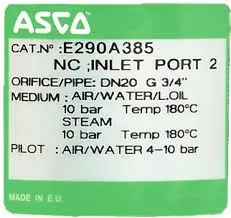 ASCO
CAT.Nº :E290A385
NC ;INLET PORT 2
ORIFICE/PIPE: DN20 G 3/4"
MEDIUM : AIR/WATER/L.OIL
10 bar Temp 180°C
STEAM
10 bar Temp 180°C
PILOT : AIR/WATER 4-10 bar
MADE IN E.U.